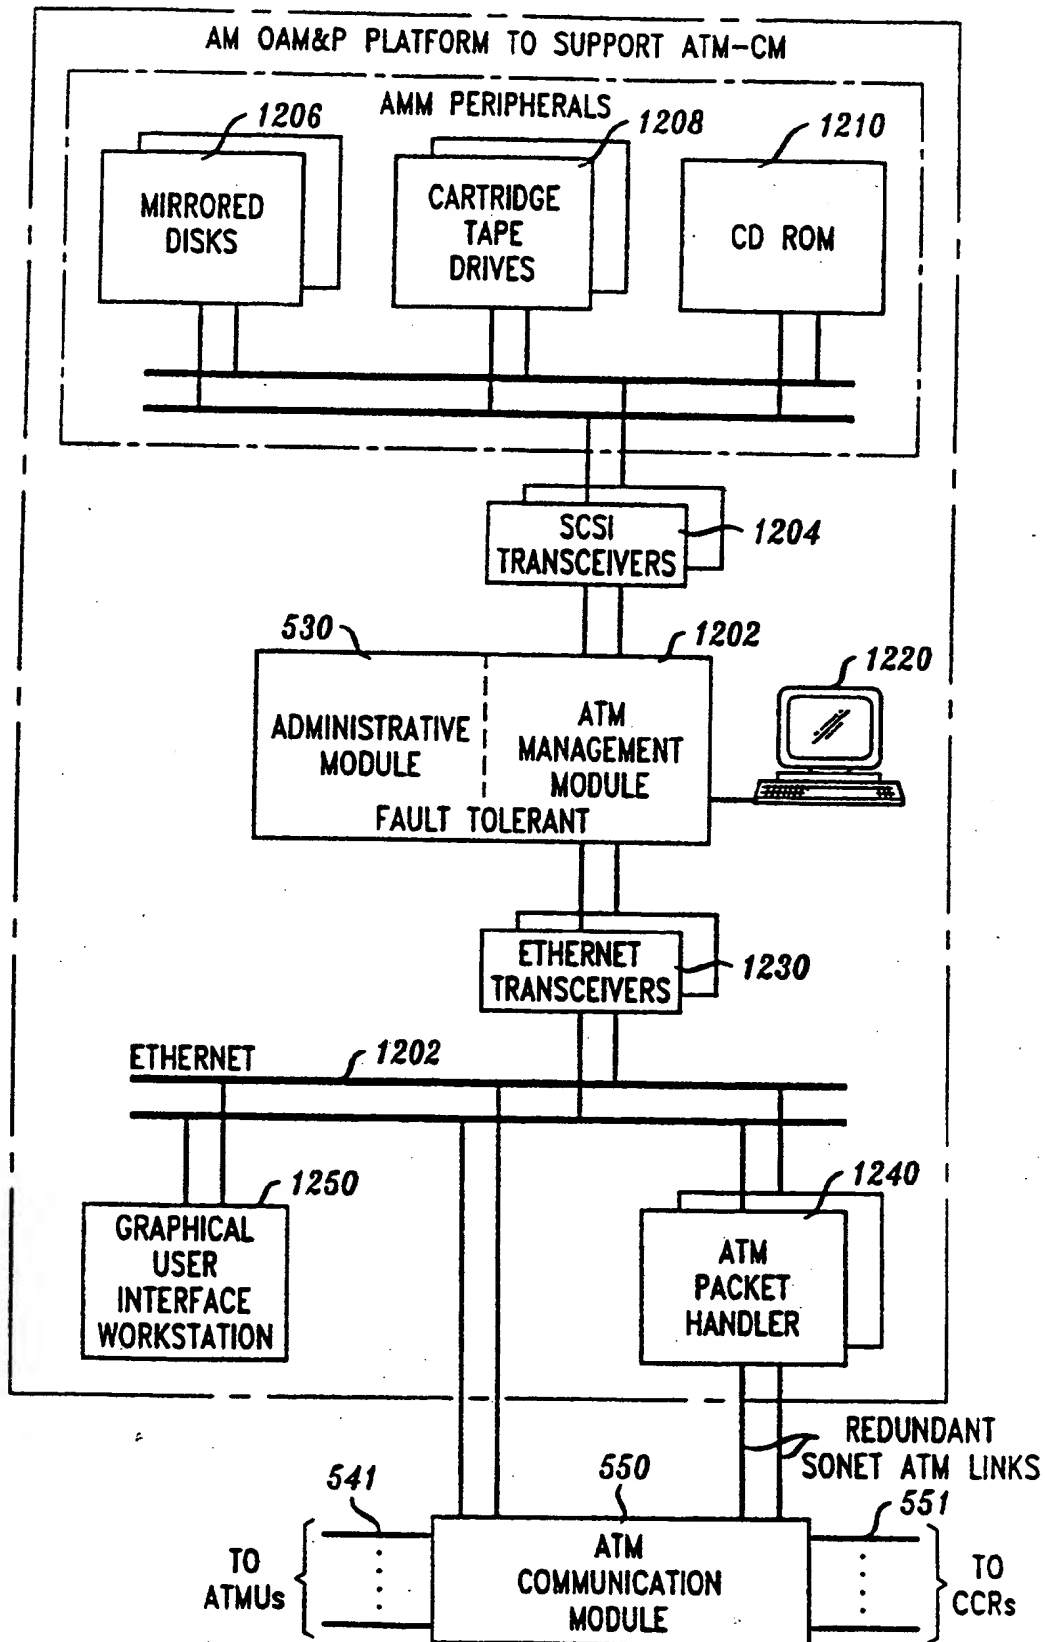 AM OAM&P PLATFORM TO SUPPORT ATM-CM
AMM PERIPHERALS
1206
1208
1210
MIRRORED
DISKS
CARTRIDGE
TAPE
DRIVES
CD ROM
SCSI
TRANSCEIVERS
1204
530
1202
1220
ADMINISTRATIVE
MODULE
ATM
MANAGEMENT
MODULE
FAULT TOLERANT
ETHERNET
TRANSCEIVERS
1230
ETHERNET
1202
1250
1240
GRAPHICAL
USER
INTERFACE
WORKSTATION
ATM
PACKET
HANDLER
REDUNDANT
SONET ATM LINKS
541
550
551
TO
ATMUs
ATM
COMMUNICATION
MODULE
TO
CCRs